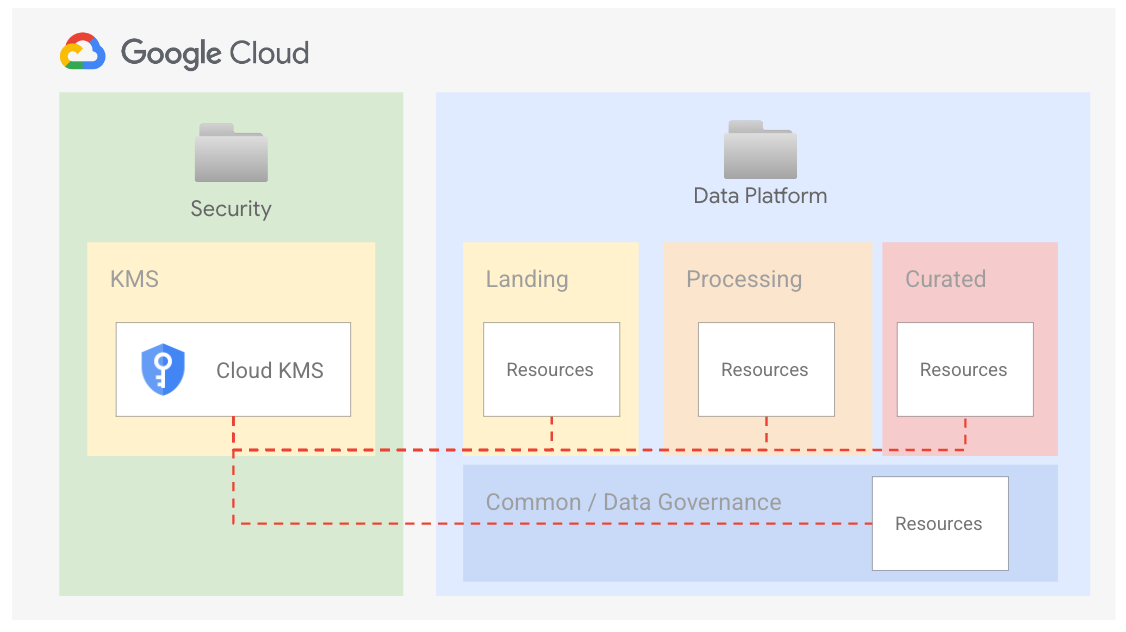 Google Cloud
Security
Data Platform
KMS
Landing
Processing
Curated
Cloud KMS
Resources
Resources
Resources
Common / Data Governance
Resources